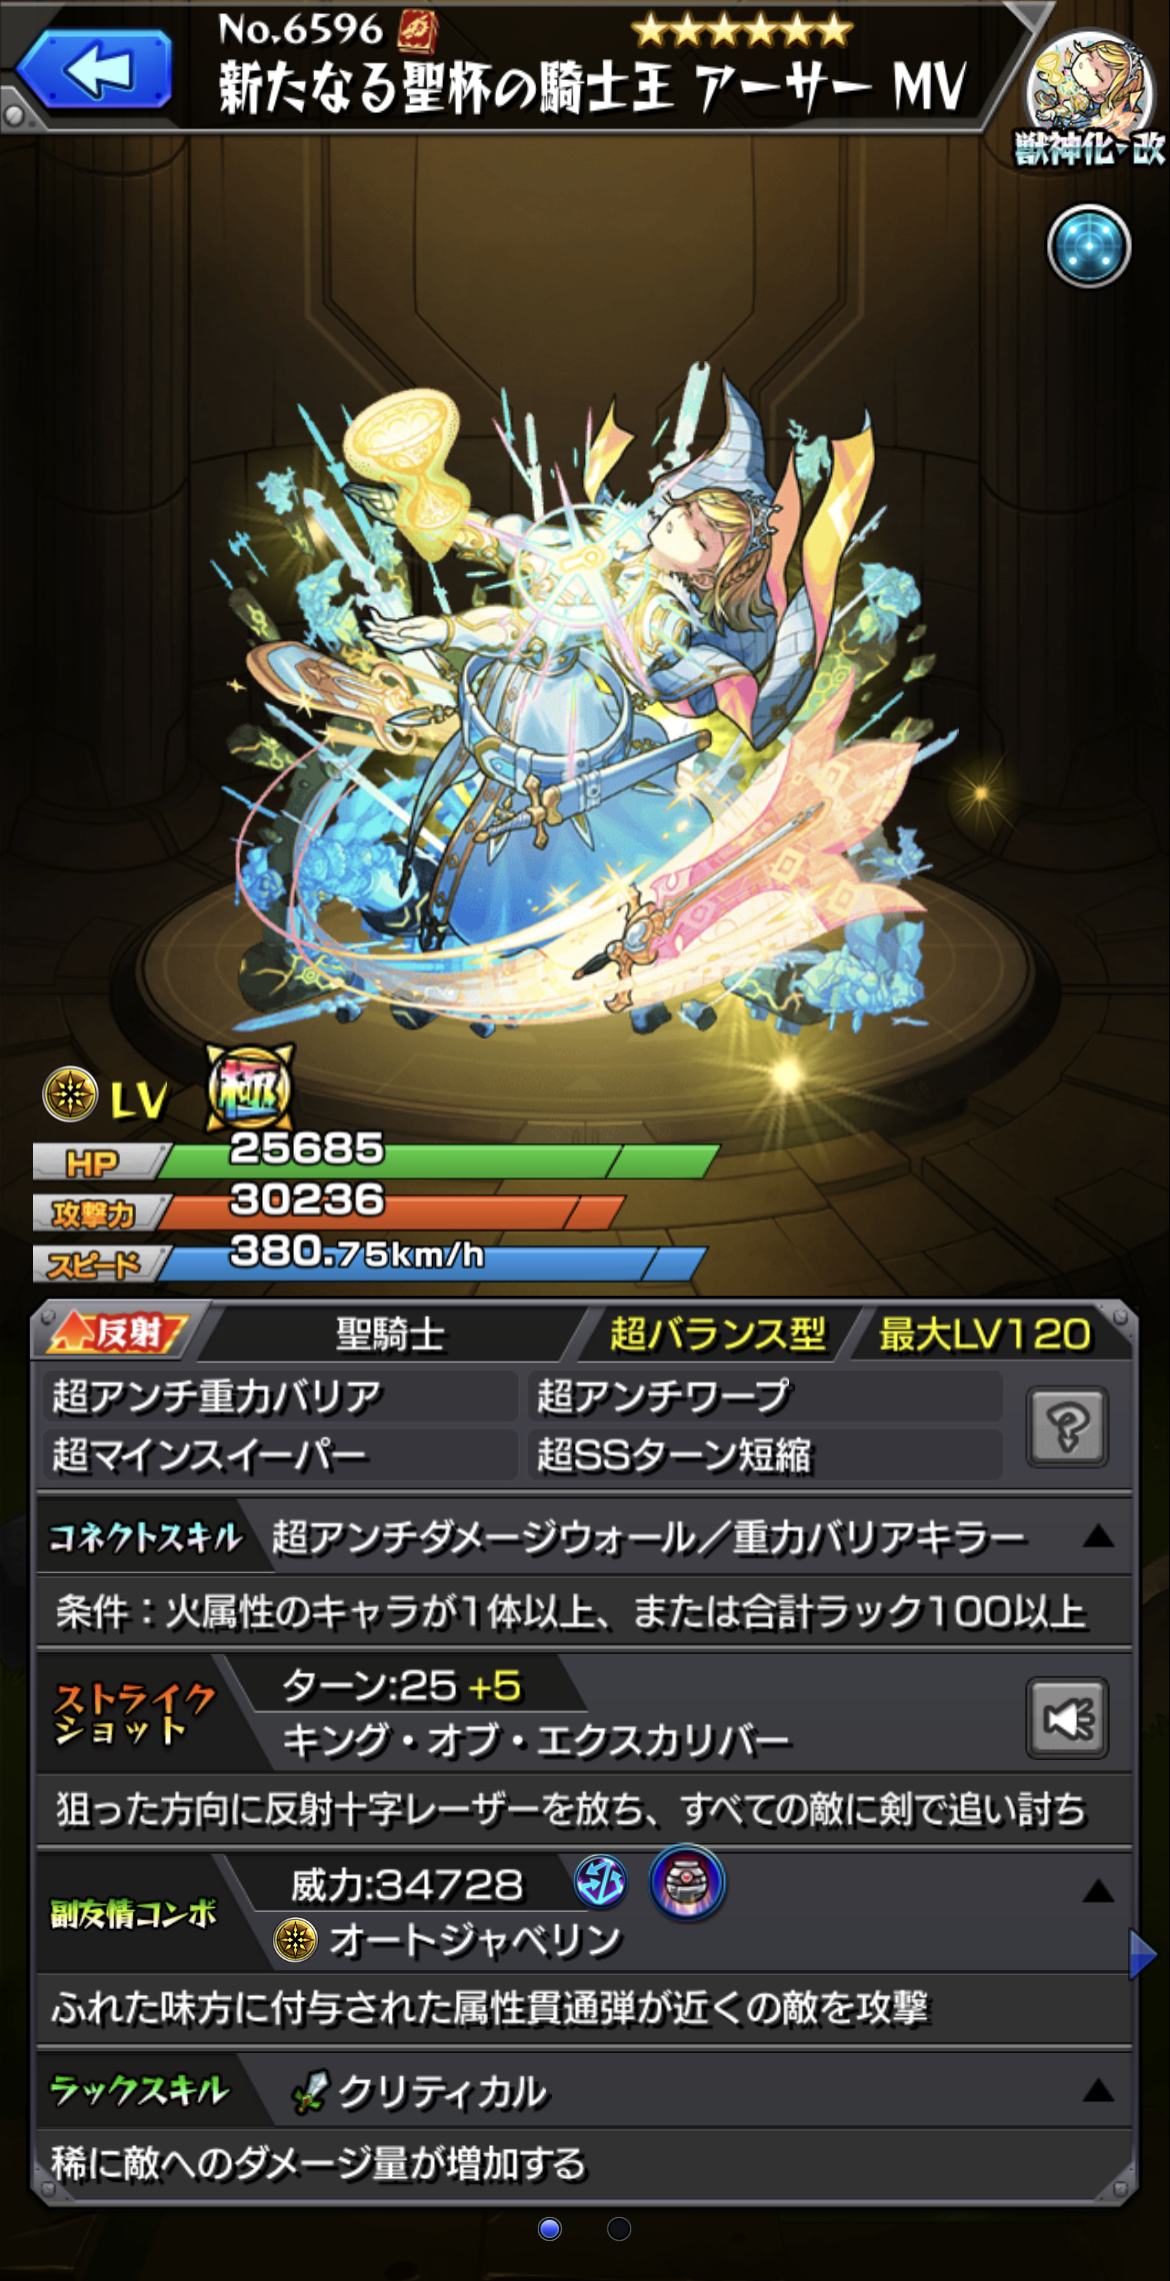 No.6596
新たなる聖杯の騎士王 アーサー MV
獣神化・改
LV 極
HP 25685
攻撃力 30236
スピード 380.75km/h
反射 聖騎士 超バランス型 最大LV120
超アンチ重力バリア 超アンチワープ
超マインスイーパー 超SSターン短縮
コネクトスキル 超アンチダメージウォール／重力バリアキラー
条件：火属性のキャラが1体以上、または合計ラック100以上
ストライクショット ターン:25 +5
キング・オブ・エクスカリバー
狙った方向に反射十字レーザーを放ち、すべての敵に剣で追い討ち
副友情コンボ 威力:34728
オートジャベリン
ふれた味方に付与された属性貫通弾が近くの敵を攻撃
ラックスキル クリティカル
稀に敵へのダメージ量が増加する